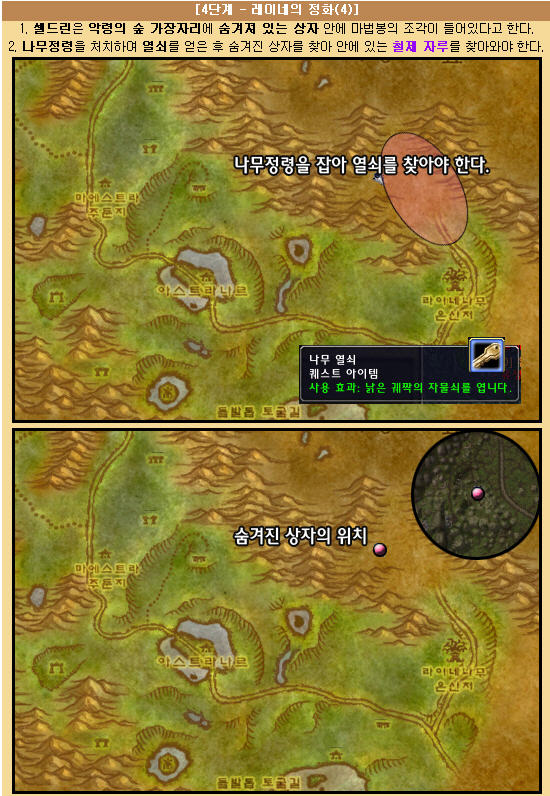 [4단계 - 레이네의 정화(4)]
1. 셀드린은 악령의 숲 가장자리에 숨겨져 있는 상자 안에 마법봉의 조각이 들어있다고 한다.
2. 나무정령을 처치하여 열쇠를 얻은 후 숨겨진 상자를 찾아 안에 있는 철제 자루를 찾아와야 한다.
나무정령을 잡아 열쇠를 찾아야 한다.
마에스트라
주둔지
아스트라나르
라이네나무
은신처
나무 열쇠
퀘스트 아이템
사용 효과: 낡은 궤짝의 자물쇠를 엽니다.
돌발톱 토굴길
숨겨진 상자의 위치
마에스트라
주둔지
아스트라나르
라이네나무
은신처
돌발톱 토굴길